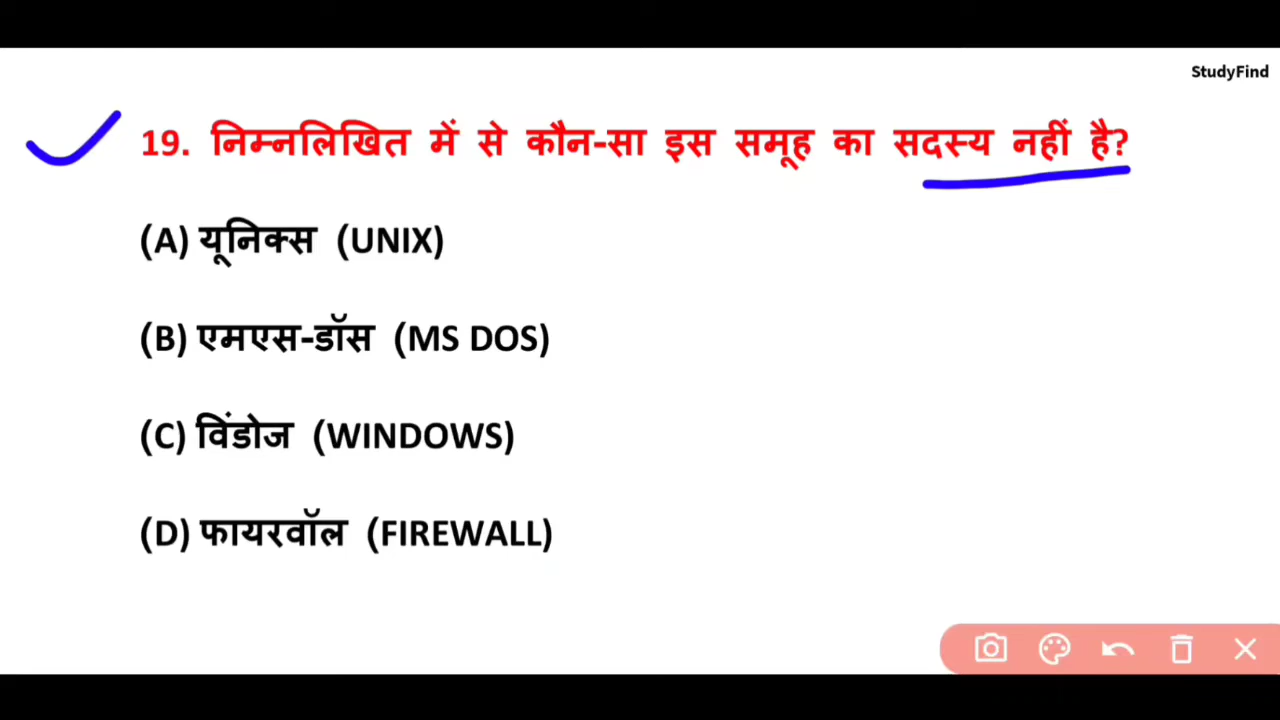 StudyFind
19. निम्नलिखित में से कौन-सा इस समूह का सदस्य नहीं है?
(A) यूनिक्स (UNIX)
(B) एमएस-डॉस (MS DOS)
(C) विंडोज (WINDOWS)
(D) फायरवॉल (FIREWALL)